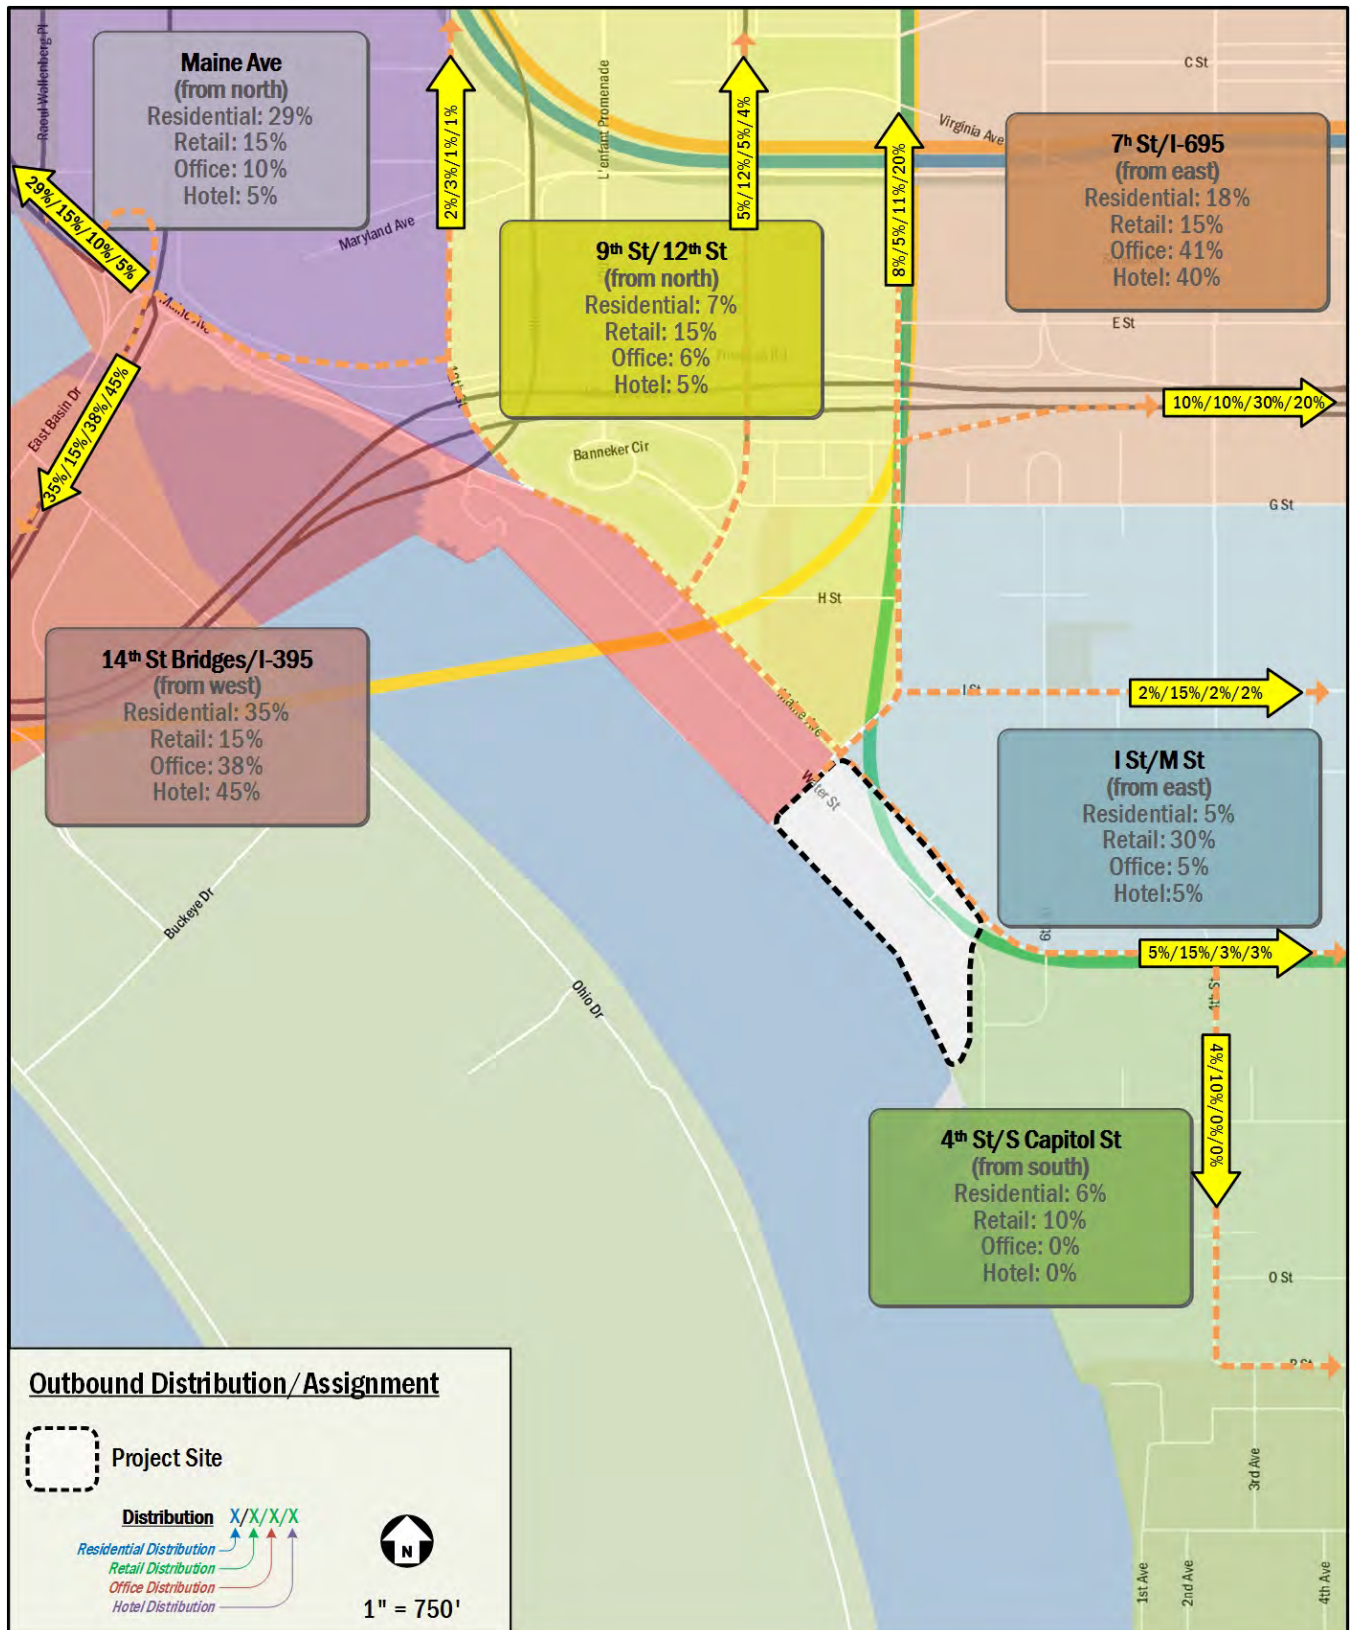 Raoul Wallenberg Pl
Maine Ave
(from north)
Residential: 29%
Retail: 15%
Office: 10%
Hotel: 5%
29%/15%/10%/5%
Maryland Ave
2%/3%/1%/1%
L'enfant Promenade
5%/12%/5%/4%
8%/5%/11%/20%
C St
Virginia Ave
7h St/I-695
(from east)
Residential: 18%
Retail: 15%
Office: 41%
Hotel: 40%
9th St/12th St
(from north)
Residential: 7%
Retail: 15%
Office: 6%
Hotel: 5%
E St
Maine Ave
12th St
East Basin Dr
35%/15%/38%/45%
10%/10%/30%/20%
Banneker Cir
G St
H St
14th St Bridges/I-395
(from west)
Residential: 35%
Retail: 15%
Office: 38%
Hotel: 45%
I St
2%/15%/2%/2%
Maine Ave
Water St
I St/M St
(from east)
Residential: 5%
Retail: 30%
Office: 5%
Hotel:5%
Buckeye Dr
Ohio Dr
6th
5%/15%/3%/3%
4th St
4%/10%/0%/0%
4th St/S Capitol St
(from south)
Residential: 6%
Retail: 10%
Office: 0%
Hotel: 0%
O St
P St
3rd Ave
1st Ave
2nd Ave
4th Ave
Outbound Distribution/Assignment
Project Site
Distribution X/X/X/X
Residential Distribution
Retail Distribution
Office Distribution
Hotel Distribution
N
1" = 750'